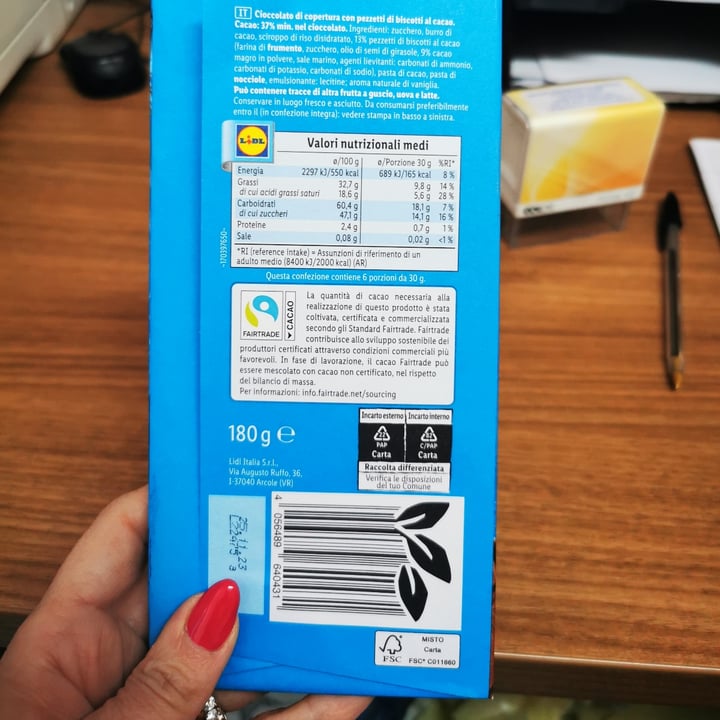 IT Cioccolato di copertura con pezzetti di biscotti al cacao.
Cacao: 37% min. nel cioccolato. Ingredienti: zucchero, burro di
cacao, sciroppo di riso disidratato, 13% pezzetti di biscotti al cacao
(farina di frumento, zucchero, olio di semi di girasole, 9% cacao
magro in polvere, sale marino, agenti lievitanti: carbonati di ammonio,
carbonati di potassio, carbonati di sodio), pasta di cacao, pasta di
nocciole, emulsionante: lecitine; aroma naturale di vaniglia.
Può contenere tracce di altra frutta a guscio, uova e latte.
Conservare in luogo fresco e asciutto. Da consumarsi preferibilmente
entro il (in confezione integra): vedere stampa in basso a sinistra.
LIDL
Valori nutrizionali medi
ø/100 g ø/Porzione 30 g %RI*
Energia 2297 kJ/550 kcal 689 kJ/165 kcal 8 %
Grassi 32,7 g 9,8 g 14 %
di cui acidi grassi saturi 18,6 g 5,6 g 28 %
Carboidrati 60,4 g 18,1 g 7 %
di cui zuccheri 47,1 g 14,1 g 16 %
Proteine 2,4 g 0,7 g 1 %
Sale 0,08 g 0,02 g <1 %
*RI (reference intake) = Assunzioni di riferimento di un
adulto medio (8400 kJ/2000 kcal) (AR)
Questa confezione contiene 6 porzioni da 30 g.
-170397650-
FAIRTRADE
CACAO
La quantità di cacao necessaria alla
realizzazione di questo prodotto è stata
coltivata, certificata e commercializzata
secondo gli Standard Fairtrade. Fairtrade
contribuisce allo sviluppo sostenibile dei
produttori certificati attraverso condizioni commerciali più
favorevoli. In fase di lavorazione, il cacao Fairtrade può
essere mescolato con cacao non certificato, nel rispetto
del bilancio di massa.
Per informazioni: info.fairtrade.net/sourcing
180 g e
Lidl Italia S.r.l.,
Via Augusto Ruffo, 36,
I-37040 Arcole (VR)
Incarto esterno Incarto interno
PAP C/PAP
Carta Carta
Raccolta differenziata
Verifica le disposizioni
del tuo Comune
4 056489 640431
FSC
MISTO
Carta
FSC® C011660